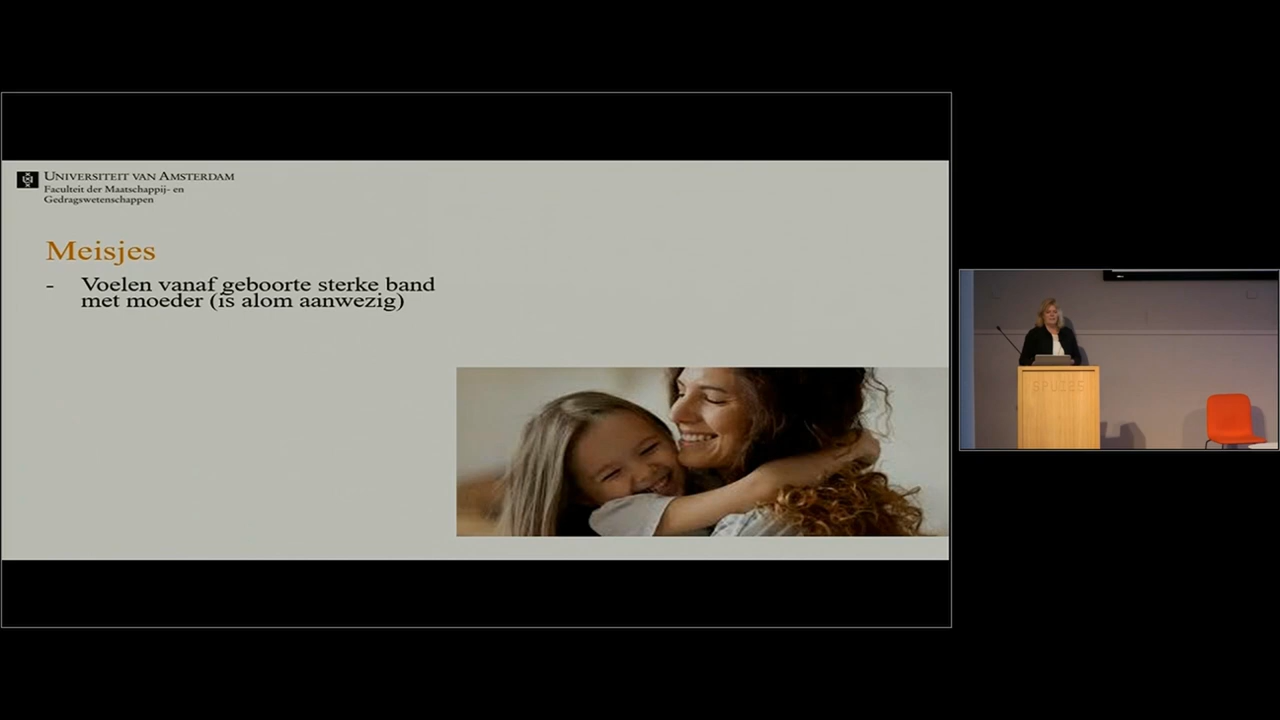 UNIVERSITEIT VAN AMSTERDAM
Faculteit der Maatschappij- en
Gedragswetenschappen
Meisjes
- Voelen vanaf geboorte sterke band
met moeder (is alom aanwezig)
SPUI25